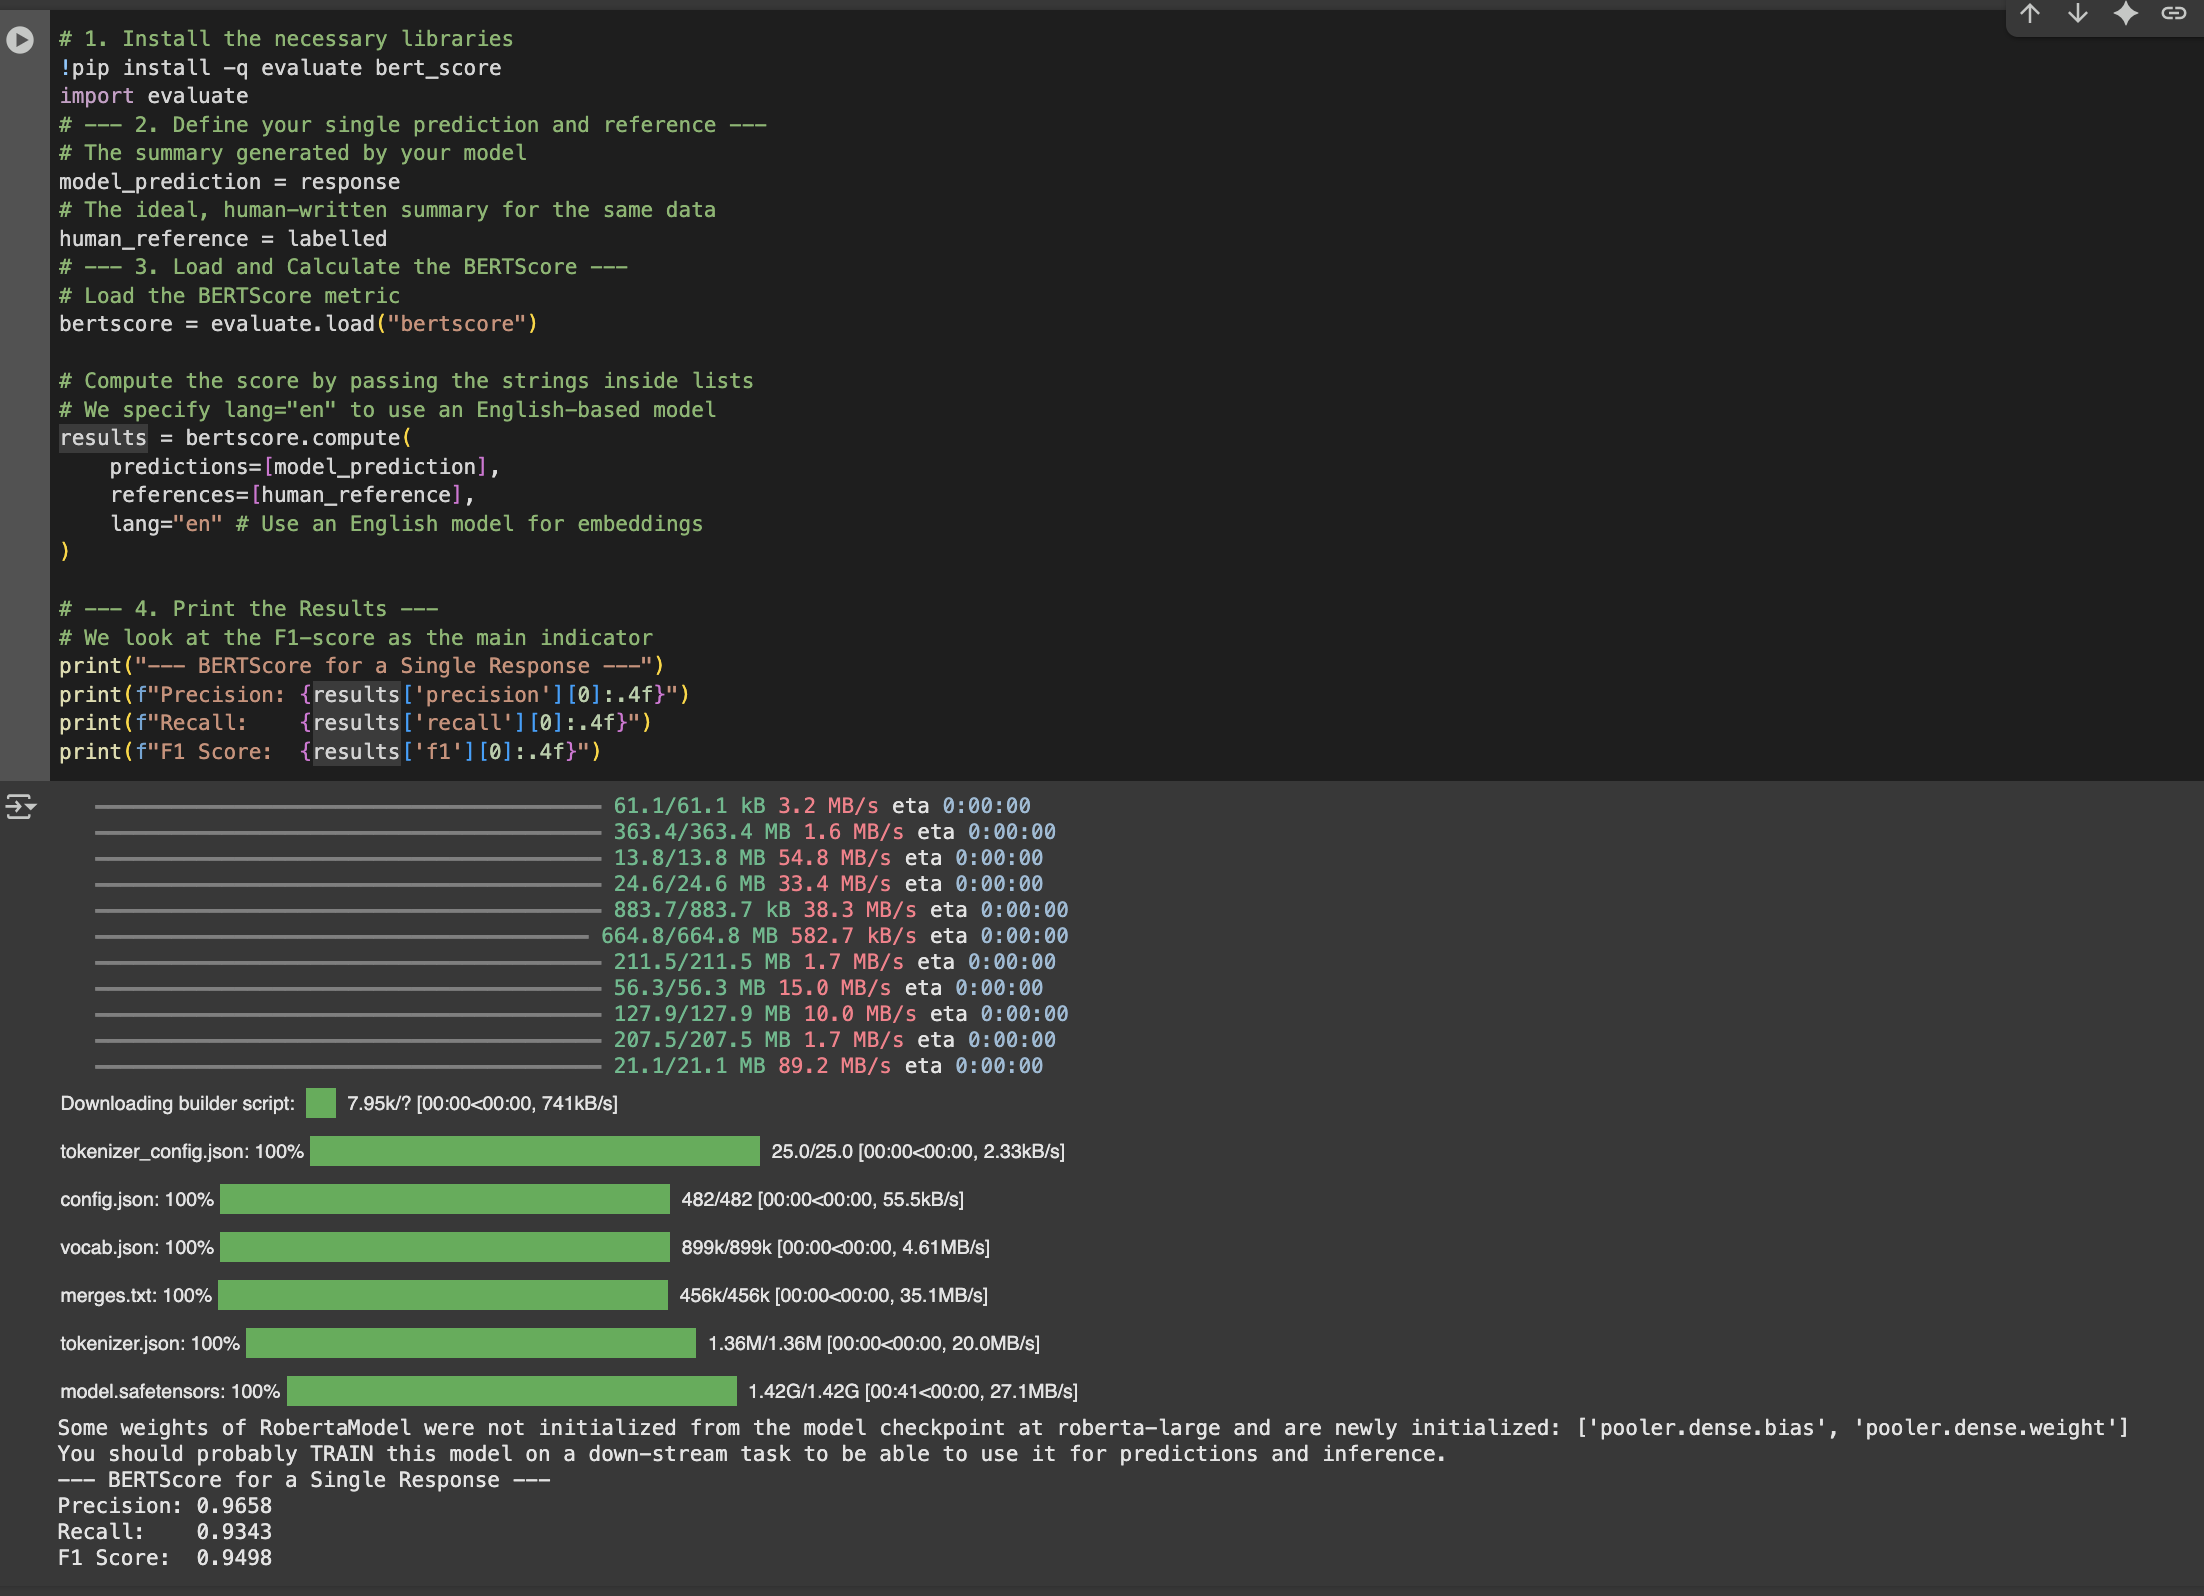 # 1. Install the necessary libraries
!pip install -q evaluate bert_score
import evaluate
# --- 2. Define your single prediction and reference ---
# The summary generated by your model
model_prediction = response
# The ideal, human-written summary for the same data
human_reference = labelled
# --- 3. Load and Calculate the BERTScore ---
# Load the BERTScore metric
bertscore = evaluate.load("bertscore")

# Compute the score by passing the strings inside lists
# We specify lang="en" to use an English-based model
results = bertscore.compute(
    predictions=[model_prediction],
    references=[human_reference],
    lang="en" # Use an English model for embeddings
)

# --- 4. Print the Results ---
# We look at the F1-score as the main indicator
print("--- BERTScore for a Single Response ---")
print(f"Precision: {results['precision'][0]:.4f}")
print(f"Recall:    {results['recall'][0]:.4f}")
print(f"F1 Score:  {results['f1'][0]:.4f}")
61.1/61.1 kB 3.2 MB/s eta 0:00:00
363.4/363.4 MB 1.6 MB/s eta 0:00:00
13.8/13.8 MB 54.8 MB/s eta 0:00:00
24.6/24.6 MB 33.4 MB/s eta 0:00:00
883.7/883.7 kB 38.3 MB/s eta 0:00:00
664.8/664.8 MB 582.7 kB/s eta 0:00:00
211.5/211.5 MB 1.7 MB/s eta 0:00:00
56.3/56.3 MB 15.0 MB/s eta 0:00:00
127.9/127.9 MB 10.0 MB/s eta 0:00:00
207.5/207.5 MB 1.7 MB/s eta 0:00:00
21.1/21.1 MB 89.2 MB/s eta 0:00:00
Downloading builder script: 7.95k/? [00:00<00:00, 741kB/s]
tokenizer_config.json: 100% 25.0/25.0 [00:00<00:00, 2.33kB/s]
config.json: 100% 482/482 [00:00<00:00, 55.5kB/s]
vocab.json: 100% 899k/899k [00:00<00:00, 4.61MB/s]
merges.txt: 100% 456k/456k [00:00<00:00, 35.1MB/s]
tokenizer.json: 100% 1.36M/1.36M [00:00<00:00, 20.0MB/s]
model.safetensors: 100% 1.42G/1.42G [00:41<00:00, 27.1MB/s]
Some weights of RobertaModel were not initialized from the model checkpoint at roberta-large and are newly initialized: ['pooler.dense.bias', 'pooler.dense.weight']
You should probably TRAIN this model on a down-stream task to be able to use it for predictions and inference.
--- BERTScore for a Single Response ---
Precision: 0.9658
Recall:    0.9343
F1 Score:  0.9498